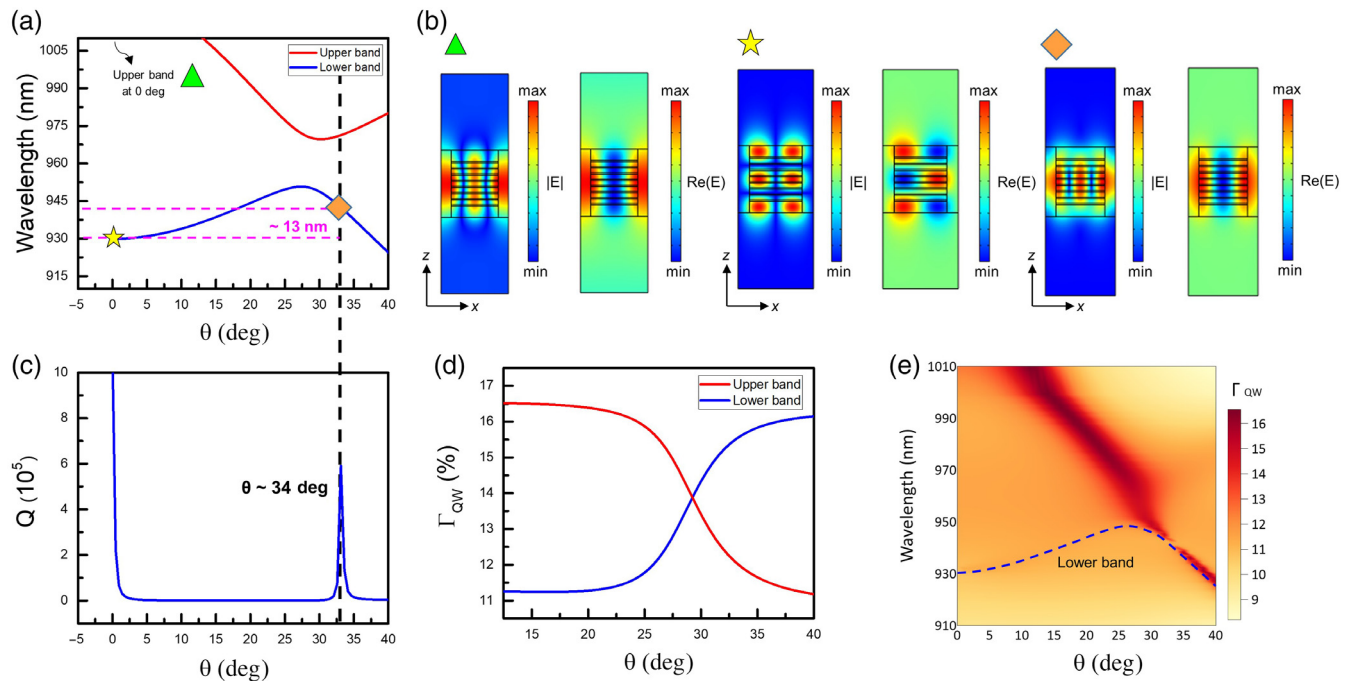 (a)
1005
990
975
960
945
930
915
Wavelength (nm)
Upper band
at 0 deg
Upper band
Lower band
~ 13 nm
−5 0 5 10 15 20 25 30 35 40
θ (deg)
(b)
max
|E|
min
max
Re(E)
min
max
|E|
min
max
Re(E)
min
max
|E|
min
max
Re(E)
min
z
x
z
x
z
x
(c)
10
8
6
4
2
0
Q (10⁵)
θ ~ 34 deg
−5 0 5 10 15 20 25 30 35 40
θ (deg)
(d)
17
16
15
14
13
12
11
Γ_QW (%)
Upper band
Lower band
15 20 25 30 35 40
θ (deg)
(e)
1010
990
970
950
930
910
Wavelength (nm)
Lower band
0 5 10 15 20 25 30 35 40
θ (deg)
Γ QW
16
15
14
13
12
11
10
9